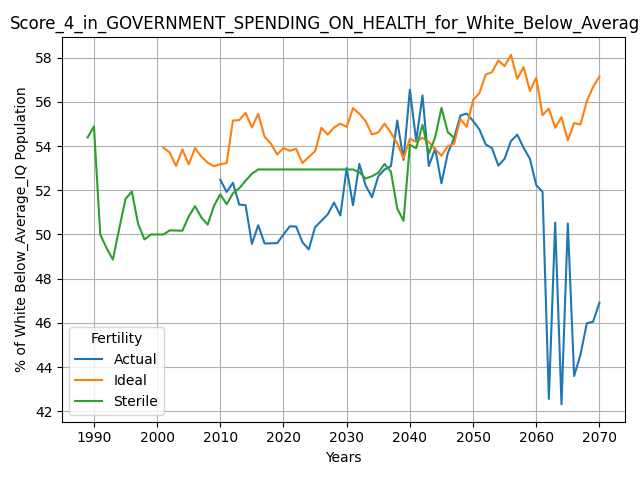 Score_4_in_GOVERNMENT_SPENDING_ON_HEALTH_for_White_Below_Averag
% of White Below_Average_IQ Population
58
56
54
52
50
48
46
44
42
Fertility
Actual
Ideal
Sterile
1990 2000 2010 2020 2030 2040 2050 2060 2070
Years